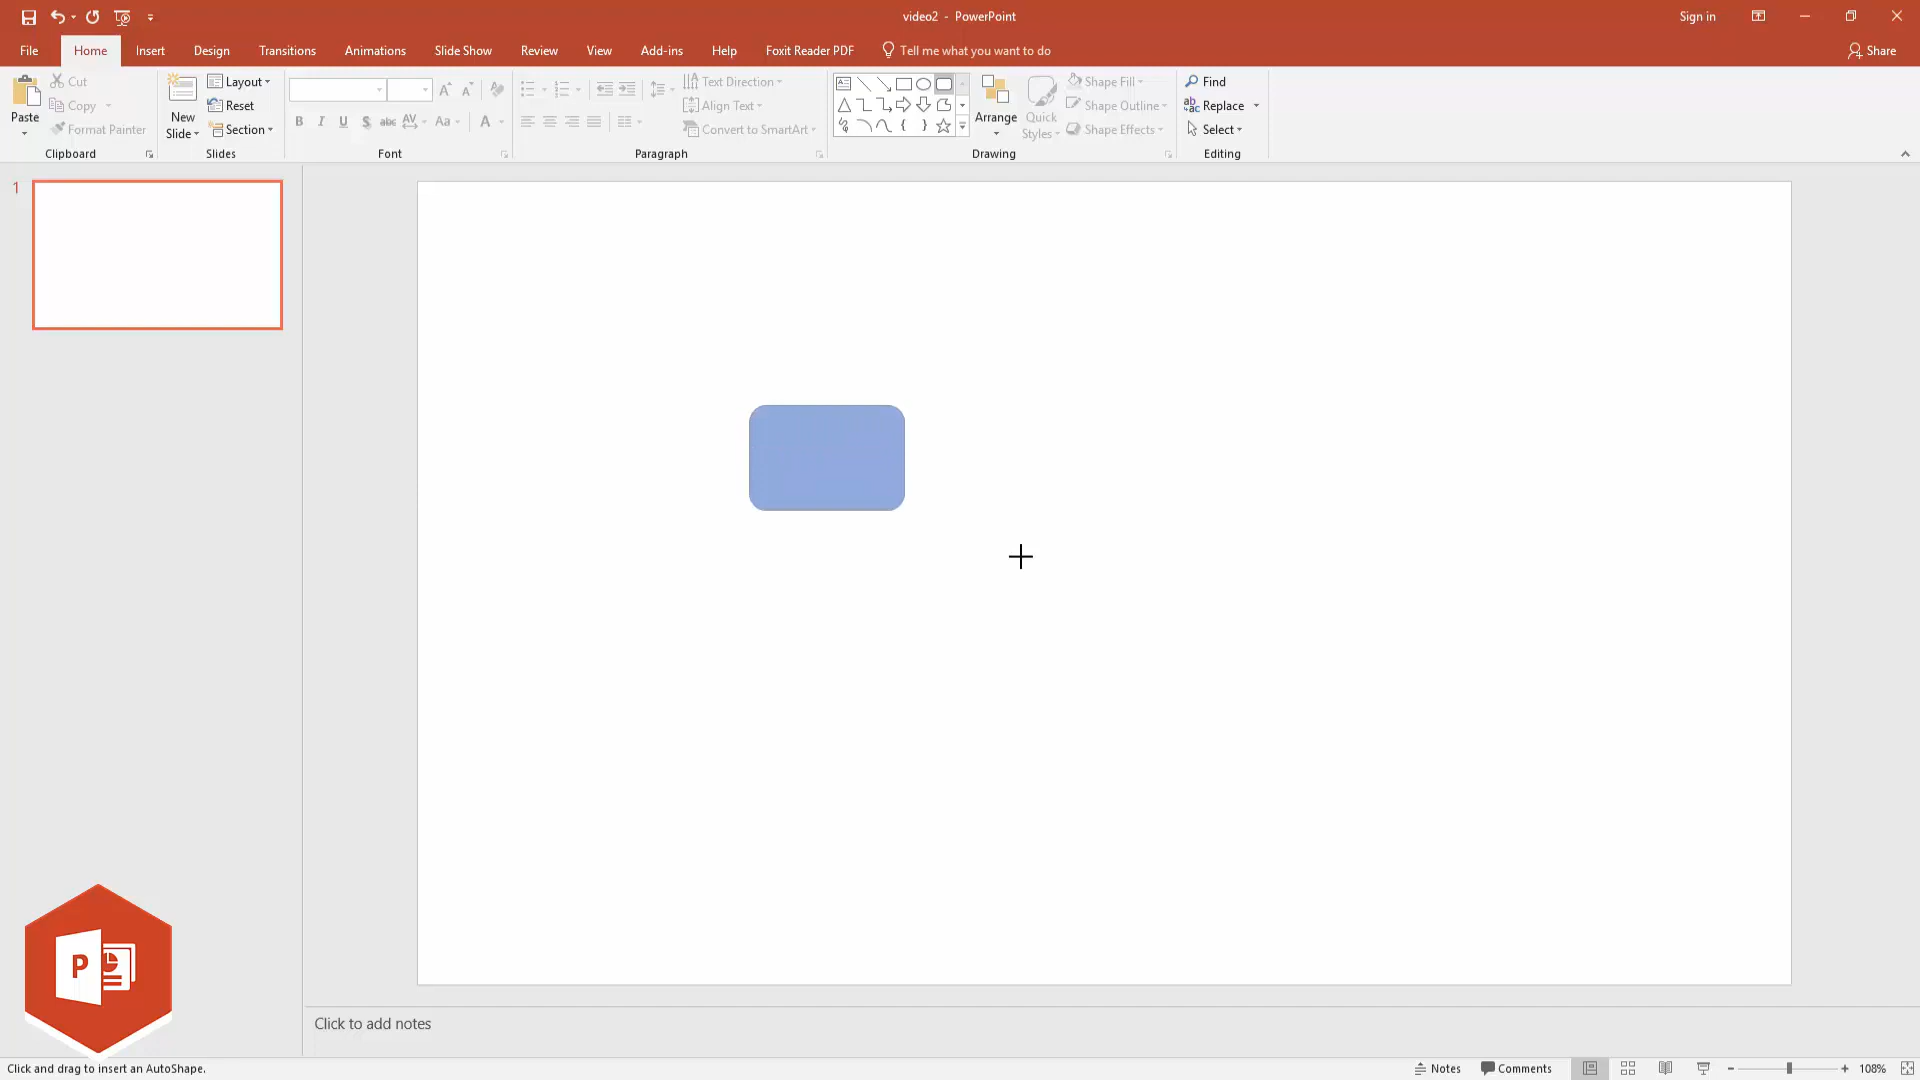 video2 - PowerPoint
Sign in
File Home Insert Design Transitions Animations Slide Show Review View Add-ins Help Foxit Reader PDF Tell me what you want to do Share
Paste
Cut
Copy
Format Painter
Clipboard
New Slide
Layout
Reset
Section
Slides
B I U S abc AV Aa A
Font
Text Direction
Align Text
Convert to SmartArt
Paragraph
Arrange
Quick Styles
Shape Fill
Shape Outline
Shape Effects
Drawing
Find
Replace
Select
Editing
1
P
Click to add notes
Click and drag to insert an AutoShape.
Notes Comments 108%